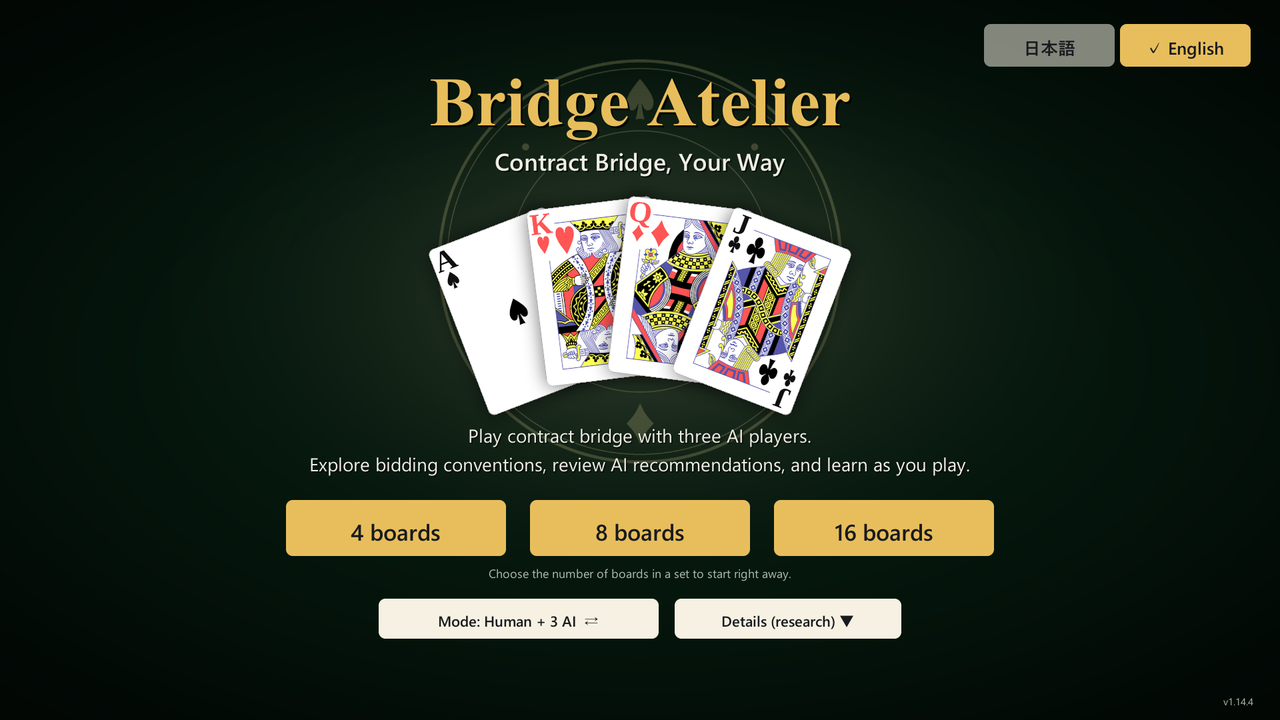 日本語
✓ English
Bridge Atelier
Contract Bridge, Your Way
A
K
Q
J
J
Play contract bridge with three AI players.
Explore bidding conventions, review AI recommendations, and learn as you play.
4 boards
8 boards
16 boards
Choose the number of boards in a set to start right away.
Mode: Human + 3 AI ⇄
Details (research) ▼
v1.14.4